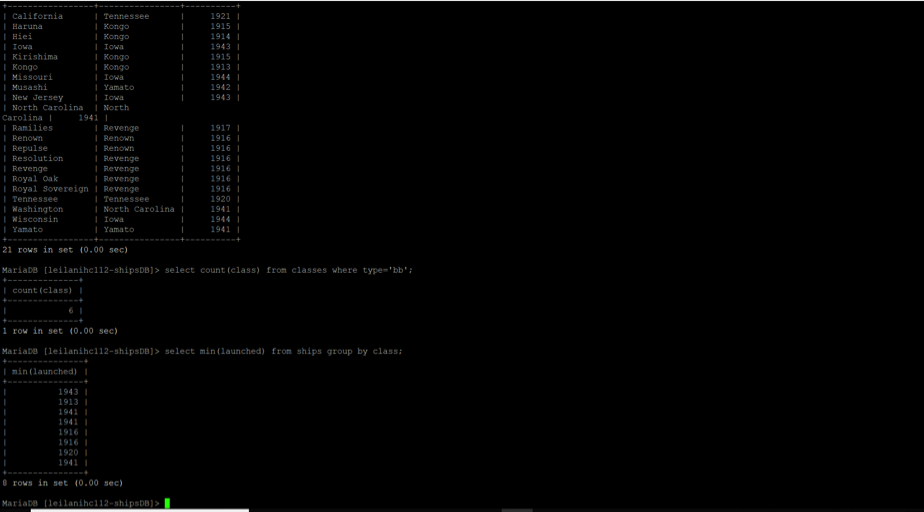 +-----------------+----------------+----------+
| California      | Tennessee      |     1921 |
| Haruna          | Kongo          |     1915 |
| Hiei            | Kongo          |     1914 |
| Iowa            | Iowa           |     1943 |
| Kirishima       | Kongo          |     1915 |
| Kongo           | Kongo          |     1913 |
| Missouri        | Iowa           |     1944 |
| Musashi         | Yamato         |     1942 |
| New Jersey      | Iowa           |     1943 |
| North Carolina  | North
Carolina |     1941 |
| Ramilies        | Revenge        |     1917 |
| Renown          | Renown         |     1916 |
| Repulse         | Renown         |     1916 |
| Resolution      | Revenge        |     1916 |
| Revenge         | Revenge        |     1916 |
| Royal Oak       | Revenge        |     1916 |
| Royal Sovereign | Revenge        |     1916 |
| Tennessee       | Tennessee      |     1920 |
| Washington      | North Carolina |     1941 |
| Wisconsin       | Iowa           |     1944 |
| Yamato          | Yamato         |     1941 |
+-----------------+----------------+----------+
21 rows in set (0.00 sec)
MariaDB [leilanihc112-shipsDB]> select count(class) from classes where type='bb';
+--------------+
| count(class) |
+--------------+
|            6 |
+--------------+
1 row in set (0.00 sec)
MariaDB [leilanihc112-shipsDB]> select min(launched) from ships group by class;
+---------------+
| min(launched) |
+---------------+
|          1943 |
|          1913 |
|          1941 |
|          1941 |
|          1916 |
|          1916 |
|          1920 |
|          1941 |
+---------------+
8 rows in set (0.00 sec)
MariaDB [leilanihc112-shipsDB]>